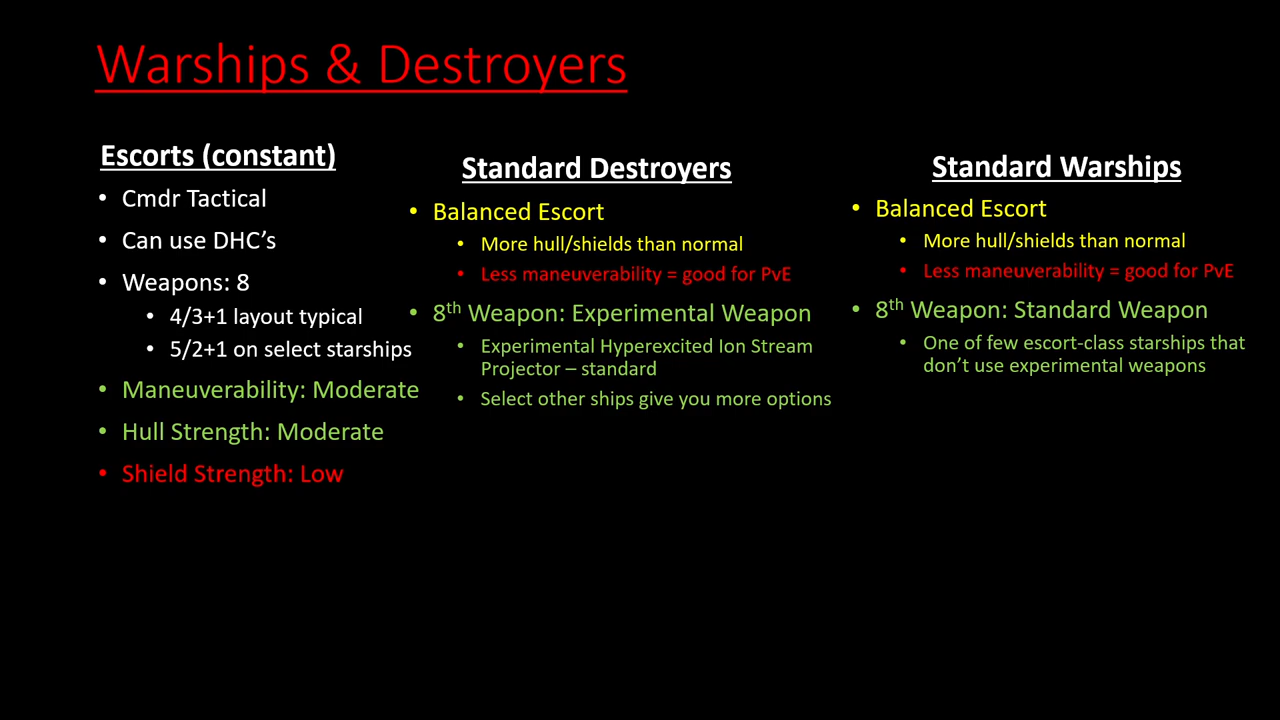 Warships & Destroyers
Escorts (constant)
• Cmdr Tactical
• Can use DHC’s
• Weapons: 8
• 4/3+1 layout typical
• 5/2+1 on select starships
• Maneuverability: Moderate
• Hull Strength: Moderate
• Shield Strength: Low
Standard Destroyers
• Balanced Escort
• More hull/shields than normal
• Less maneuverability = good for PvE
• 8th Weapon: Experimental Weapon
• Experimental Hyperexcited Ion Stream
Projector – standard
• Select other ships give you more options
Standard Warships
• Balanced Escort
• More hull/shields than normal
• Less maneuverability = good for PvE
• 8th Weapon: Standard Weapon
• One of few escort-class starships that
don’t use experimental weapons